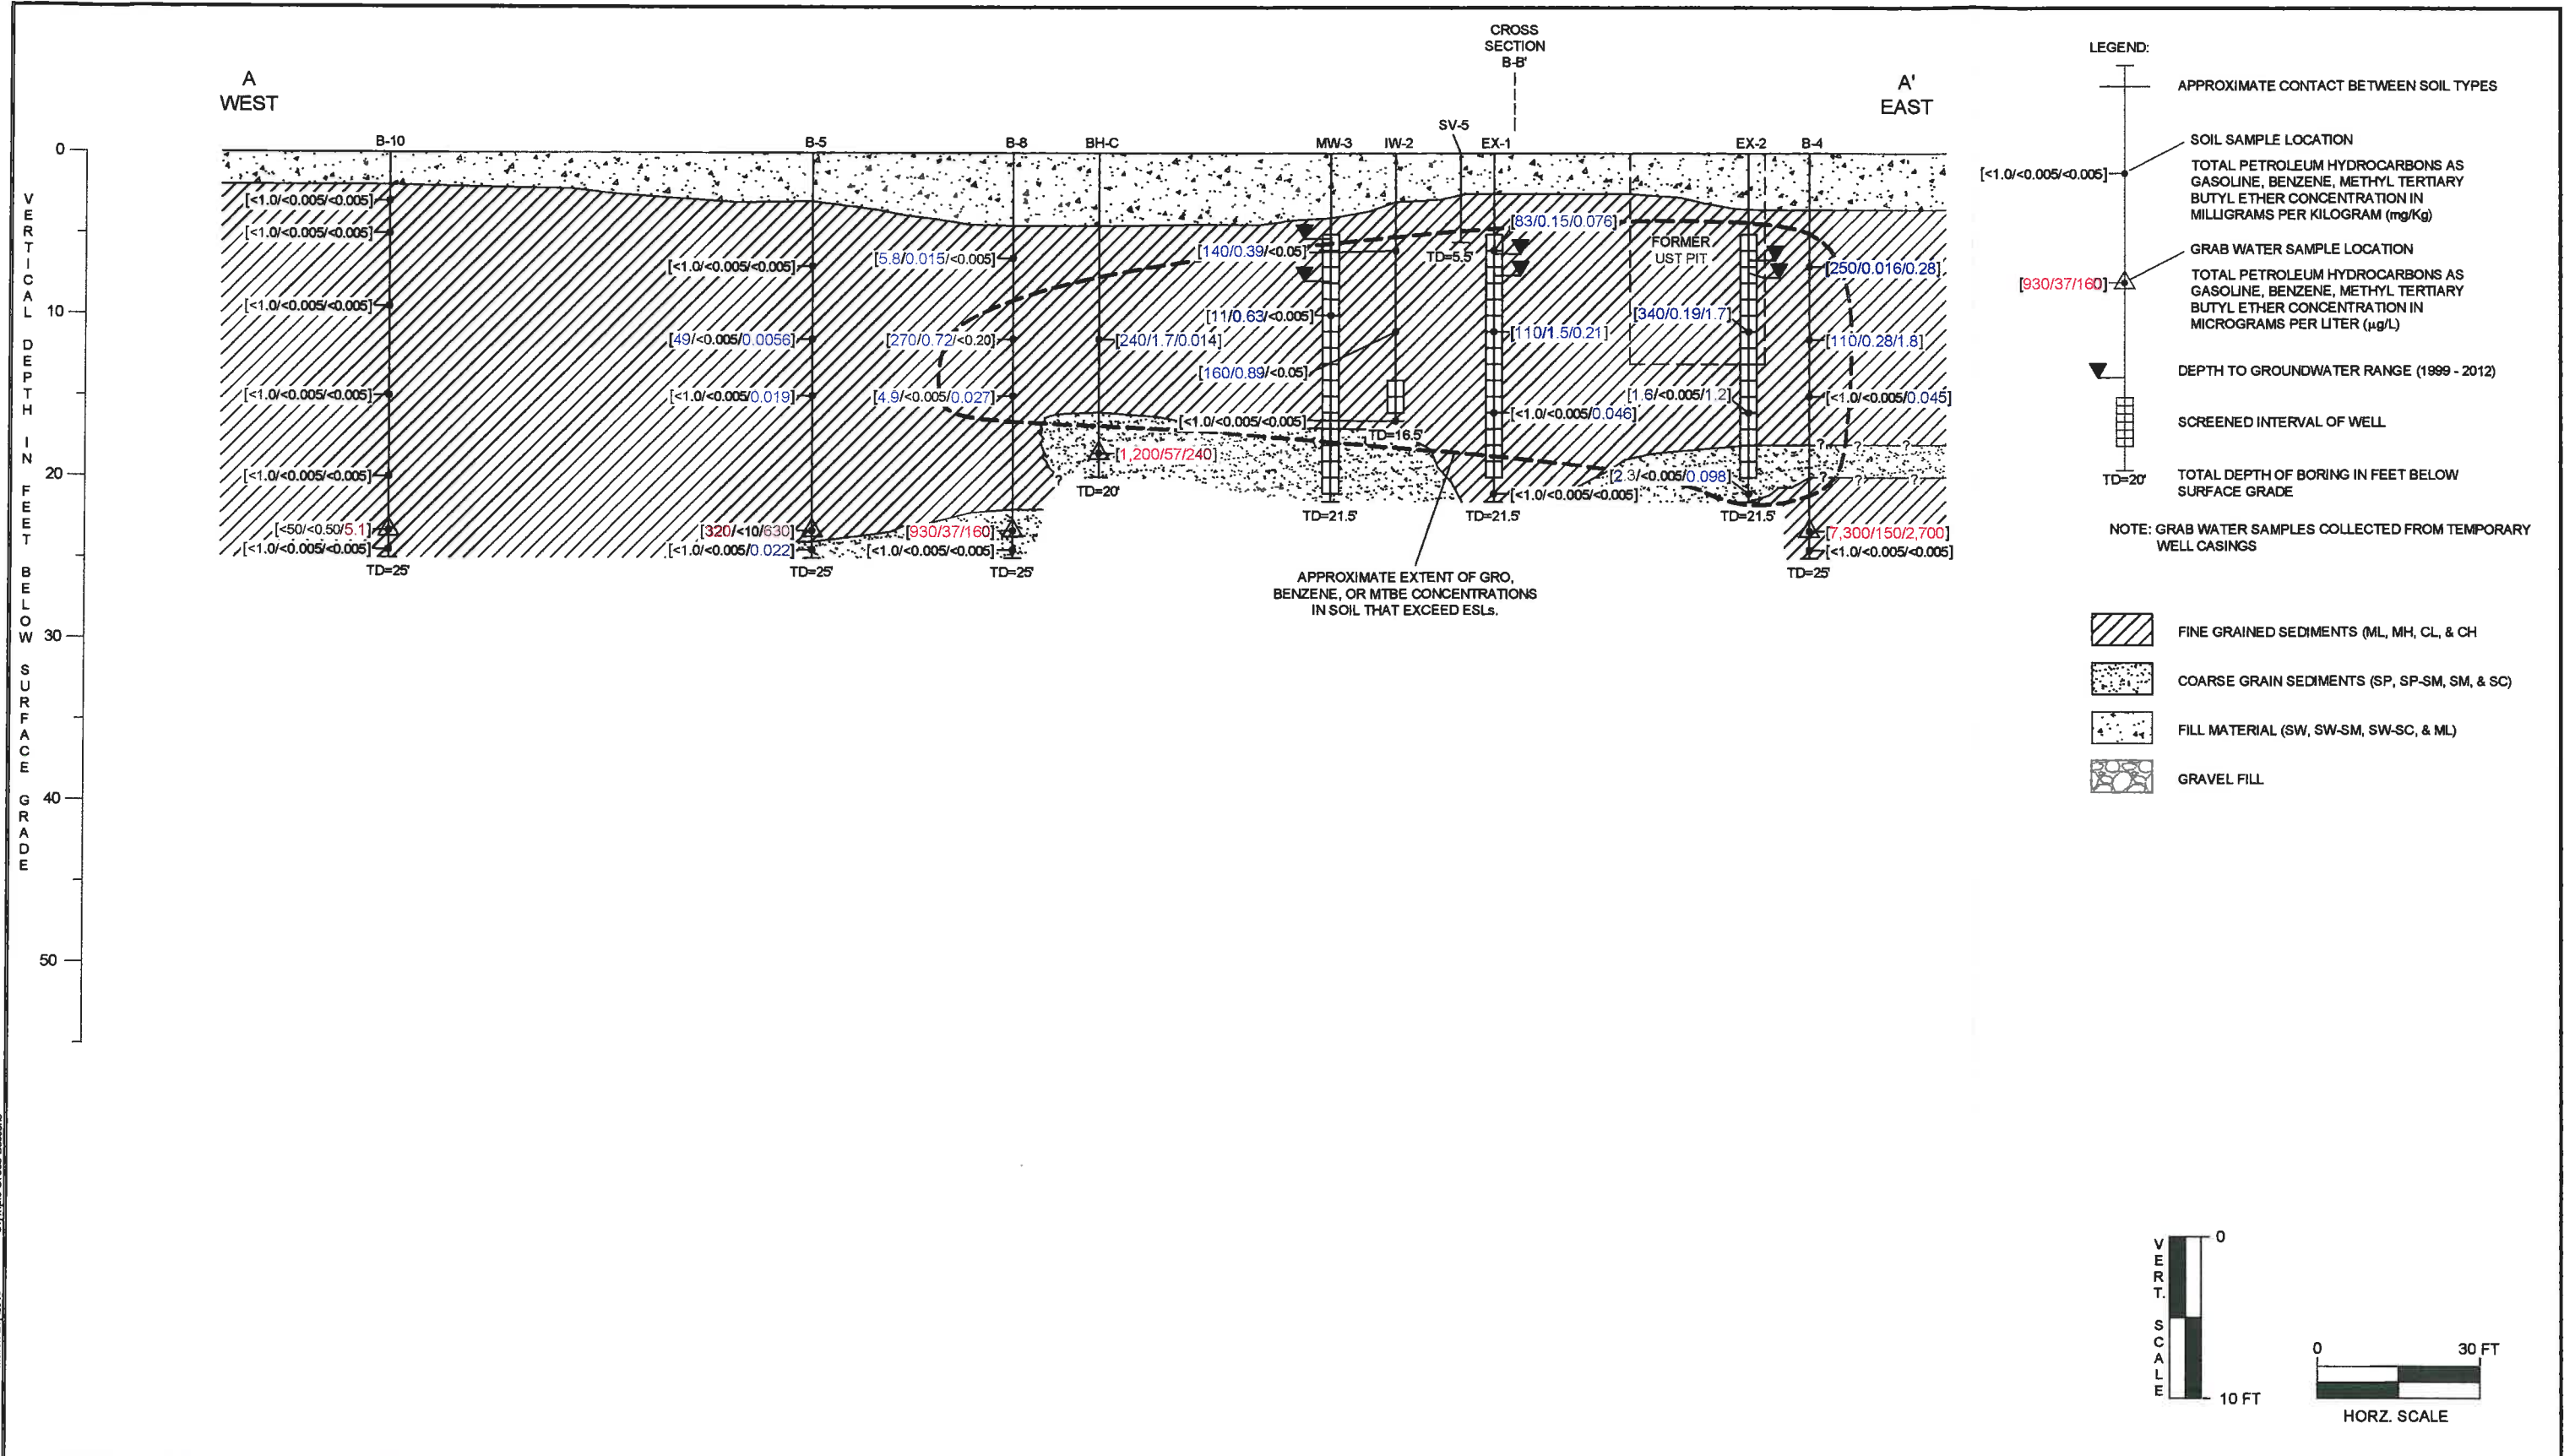 CROSS
SECTION
B-B'
A
WEST
A'
EAST
B-10
B-5
B-8
BH-C
MW-3
IW-2
SV-5
EX-1
EX-2
B-4
VERTICAL DEPTH IN FEET BELOW SURFACE GRADE
0
10
20
30
40
50
[<1.0/<0.005/<0.005]
[<1.0/<0.005/<0.005]
[<1.0/<0.005/<0.005]
[<1.0/<0.005/<0.005]
[<1.0/<0.005/<0.005]
[<50/<0.50/5.1]
[<1.0/<0.005/<0.005]
TD=25'
[<1.0/<0.005/<0.005]
[49/<0.005/0.0056]
[<1.0/<0.005/0.019]
[320/<10/630]
[<1.0/<0.005/0.022]
TD=25'
[5.8/0.015/<0.005]
[270/0.72/<0.20]
[4.9/<0.005/0.027]
[930/37/160]
[<1.0/<0.005/<0.005]
TD=25'
[240/1.7/0.014]
[1,200/57/240]
?
TD=20'
[140/0.39/<0.05]
[11/0.63/<0.005]
[160/0.89/<0.05]
[<1.0/<0.005/<0.005]
TD=16.5'
TD=21.5'
TD=5.5'
[83/0.15/0.076]
[110/1.5/0.21]
[<1.0/<0.005/0.046]
[<1.0/<0.005/<0.005]
TD=21.5'
FORMER
UST PIT
[340/0.19/1.7]
[1.6/<0.005/1.2]
[2.3/<0.005/0.098]
TD=21.5'
[250/0.016/0.28]
[110/0.28/1.8]
[<1.0/<0.005/0.045]
? ? ?
? ? ?
[7,300/150/2,700]
[<1.0/<0.005/<0.005]
TD=25'
APPROXIMATE EXTENT OF GRO,
BENZENE, OR MTBE CONCENTRATIONS
IN SOIL THAT EXCEED ESLs.
LEGEND:
APPROXIMATE CONTACT BETWEEN SOIL TYPES
SOIL SAMPLE LOCATION
[<1.0/<0.005/<0.005]
TOTAL PETROLEUM HYDROCARBONS AS
GASOLINE, BENZENE, METHYL TERTIARY
BUTYL ETHER CONCENTRATION IN
MILLIGRAMS PER KILOGRAM (mg/Kg)
GRAB WATER SAMPLE LOCATION
[930/37/160]
TOTAL PETROLEUM HYDROCARBONS AS
GASOLINE, BENZENE, METHYL TERTIARY
BUTYL ETHER CONCENTRATION IN
MICROGRAMS PER LITER (µg/L)
DEPTH TO GROUNDWATER RANGE (1999 - 2012)
SCREENED INTERVAL OF WELL
TD=20'
TOTAL DEPTH OF BORING IN FEET BELOW
SURFACE GRADE
NOTE: GRAB WATER SAMPLES COLLECTED FROM TEMPORARY
WELL CASINGS
FINE GRAINED SEDIMENTS (ML, MH, CL, & CH
COARSE GRAIN SEDIMENTS (SP, SP-SM, SM, & SC)
FILL MATERIAL (SW, SW-SM, SW-SC, & ML)
GRAVEL FILL
VERT. SCALE
0
10 FT
0 30 FT
HORZ. SCALE